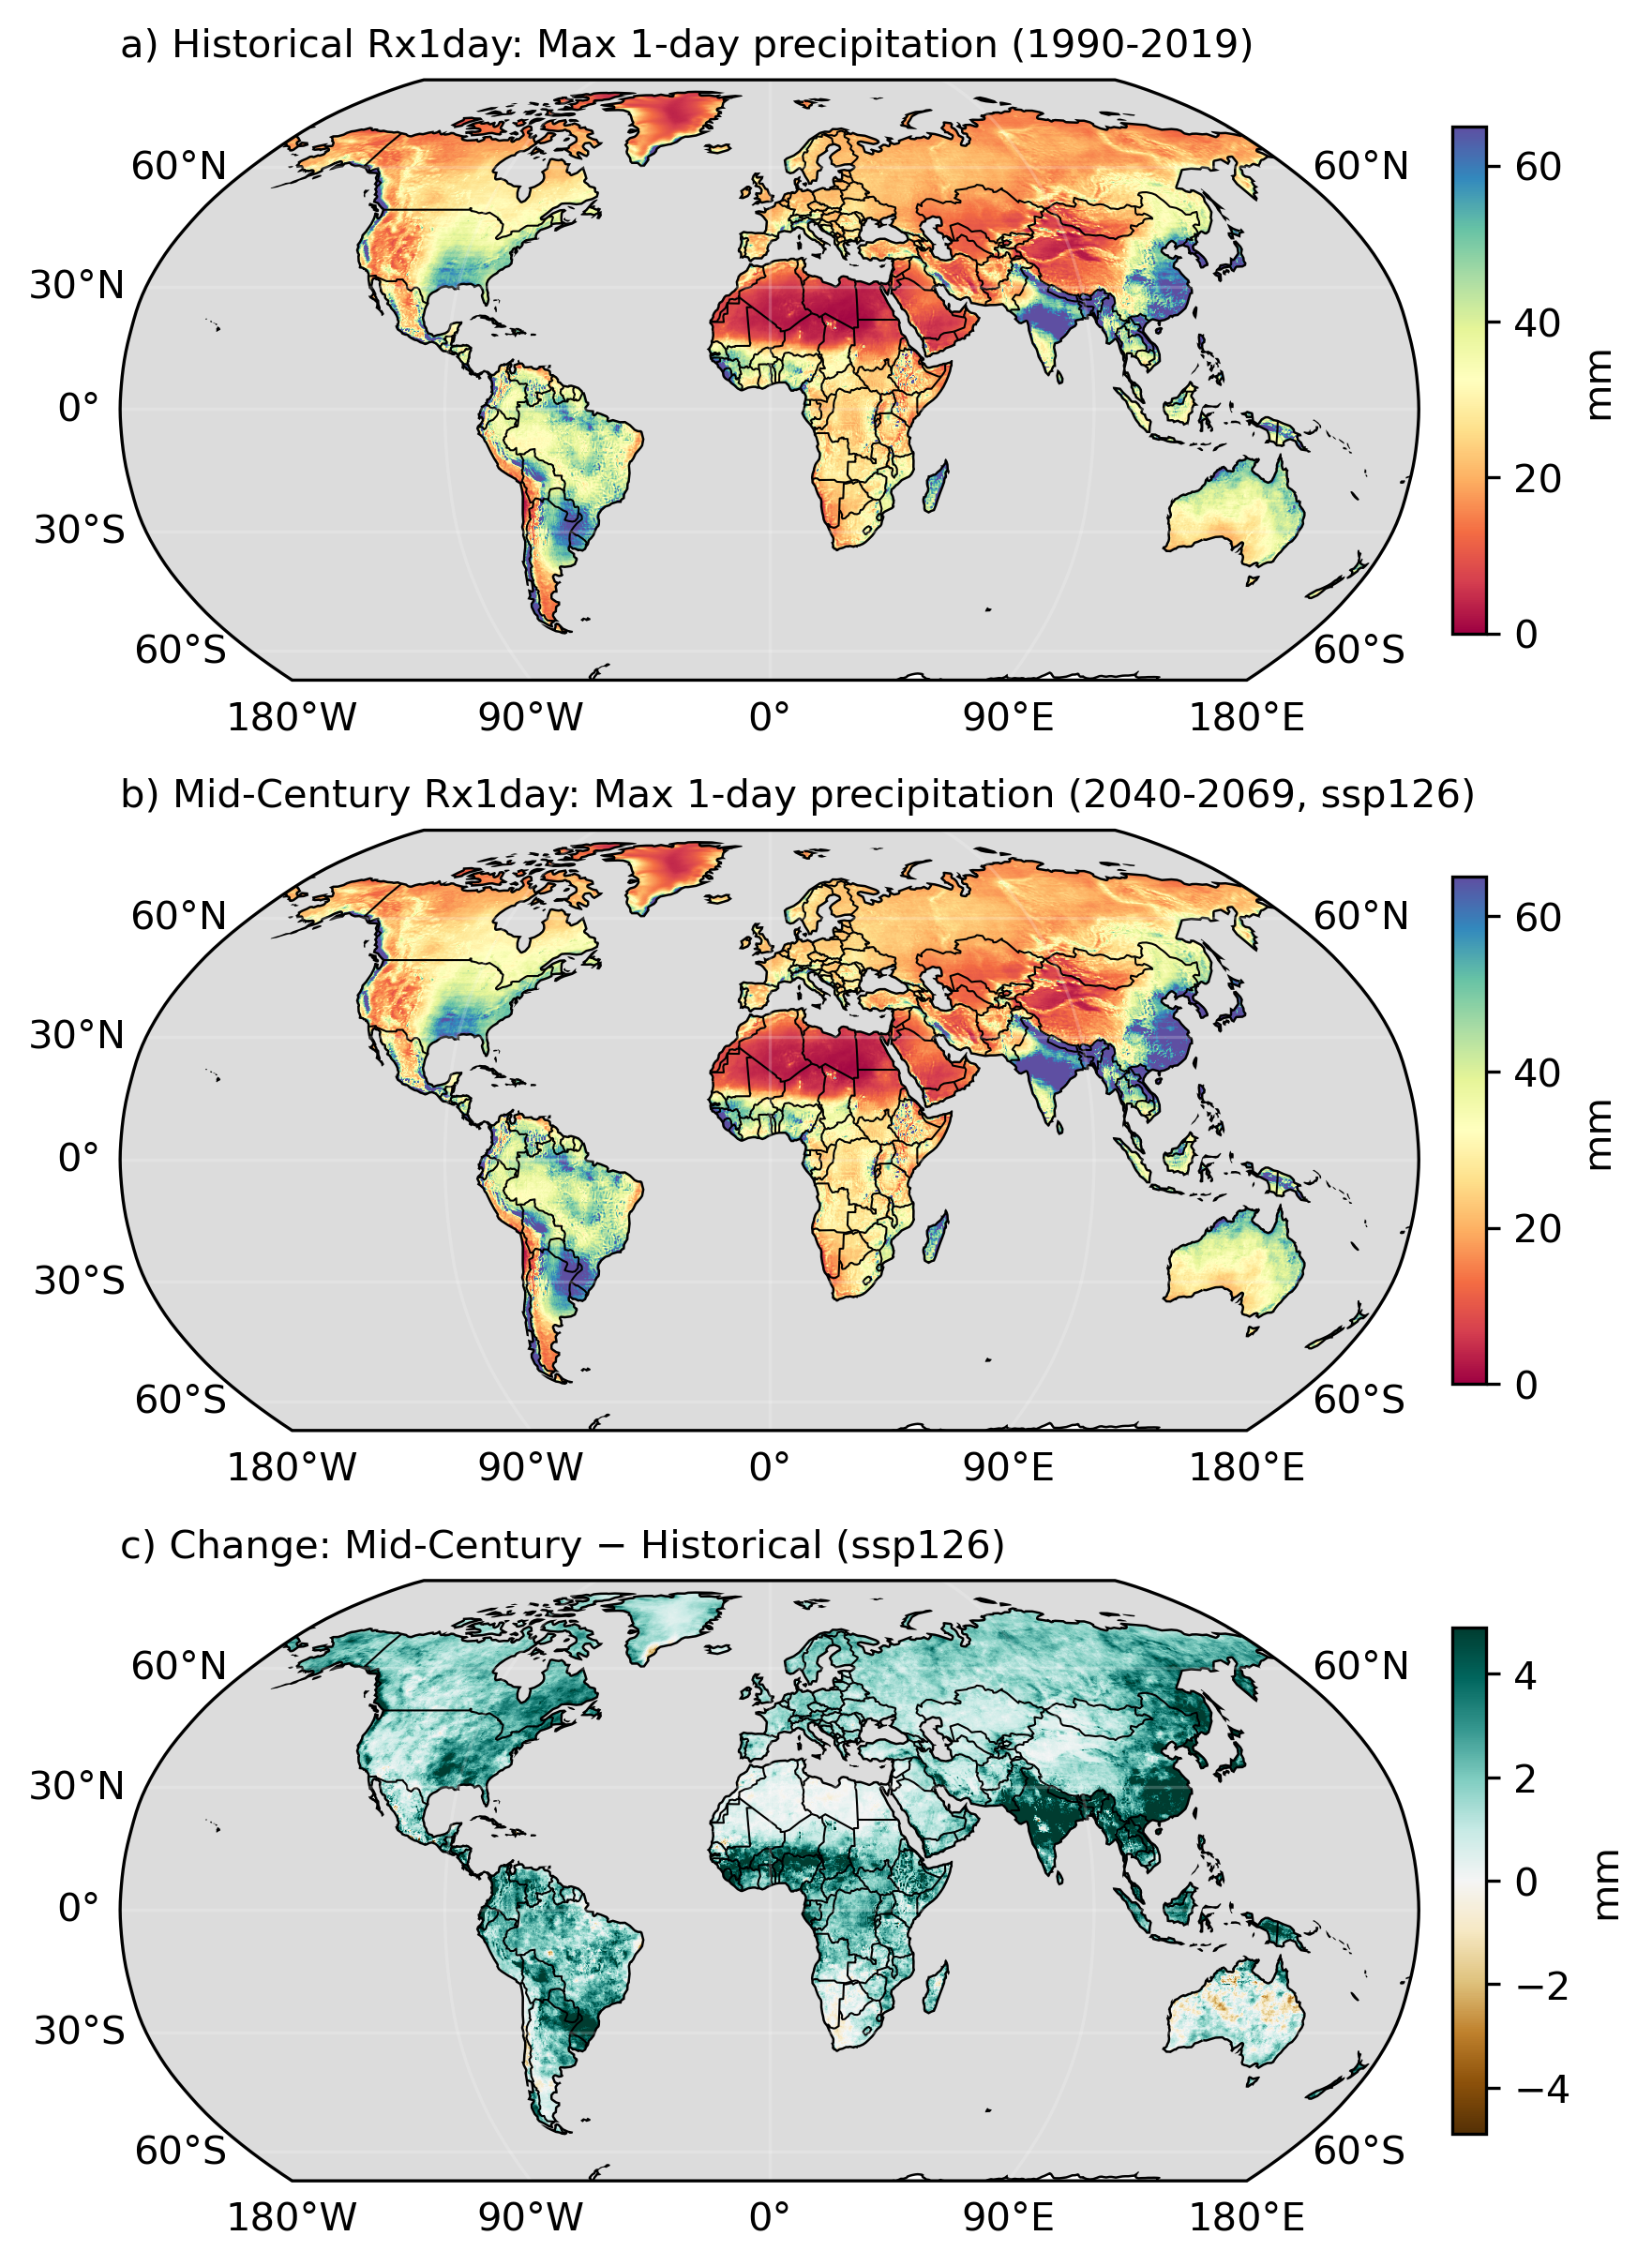 a) Historical Rx1day: Max 1-day precipitation (1990-2019)
60°N
60°N
30°N
0°
30°S
60°S
60°S
180°W 90°W 0° 90°E 180°E
60
40
20
0
mm
b) Mid-Century Rx1day: Max 1-day precipitation (2040-2069, ssp126)
60°N
60°N
30°N
0°
30°S
60°S
60°S
180°W 90°W 0° 90°E 180°E
60
40
20
0
mm
c) Change: Mid-Century − Historical (ssp126)
60°N
60°N
30°N
0°
30°S
60°S
60°S
180°W 90°W 0° 90°E 180°E
4
2
0
−2
−4
mm